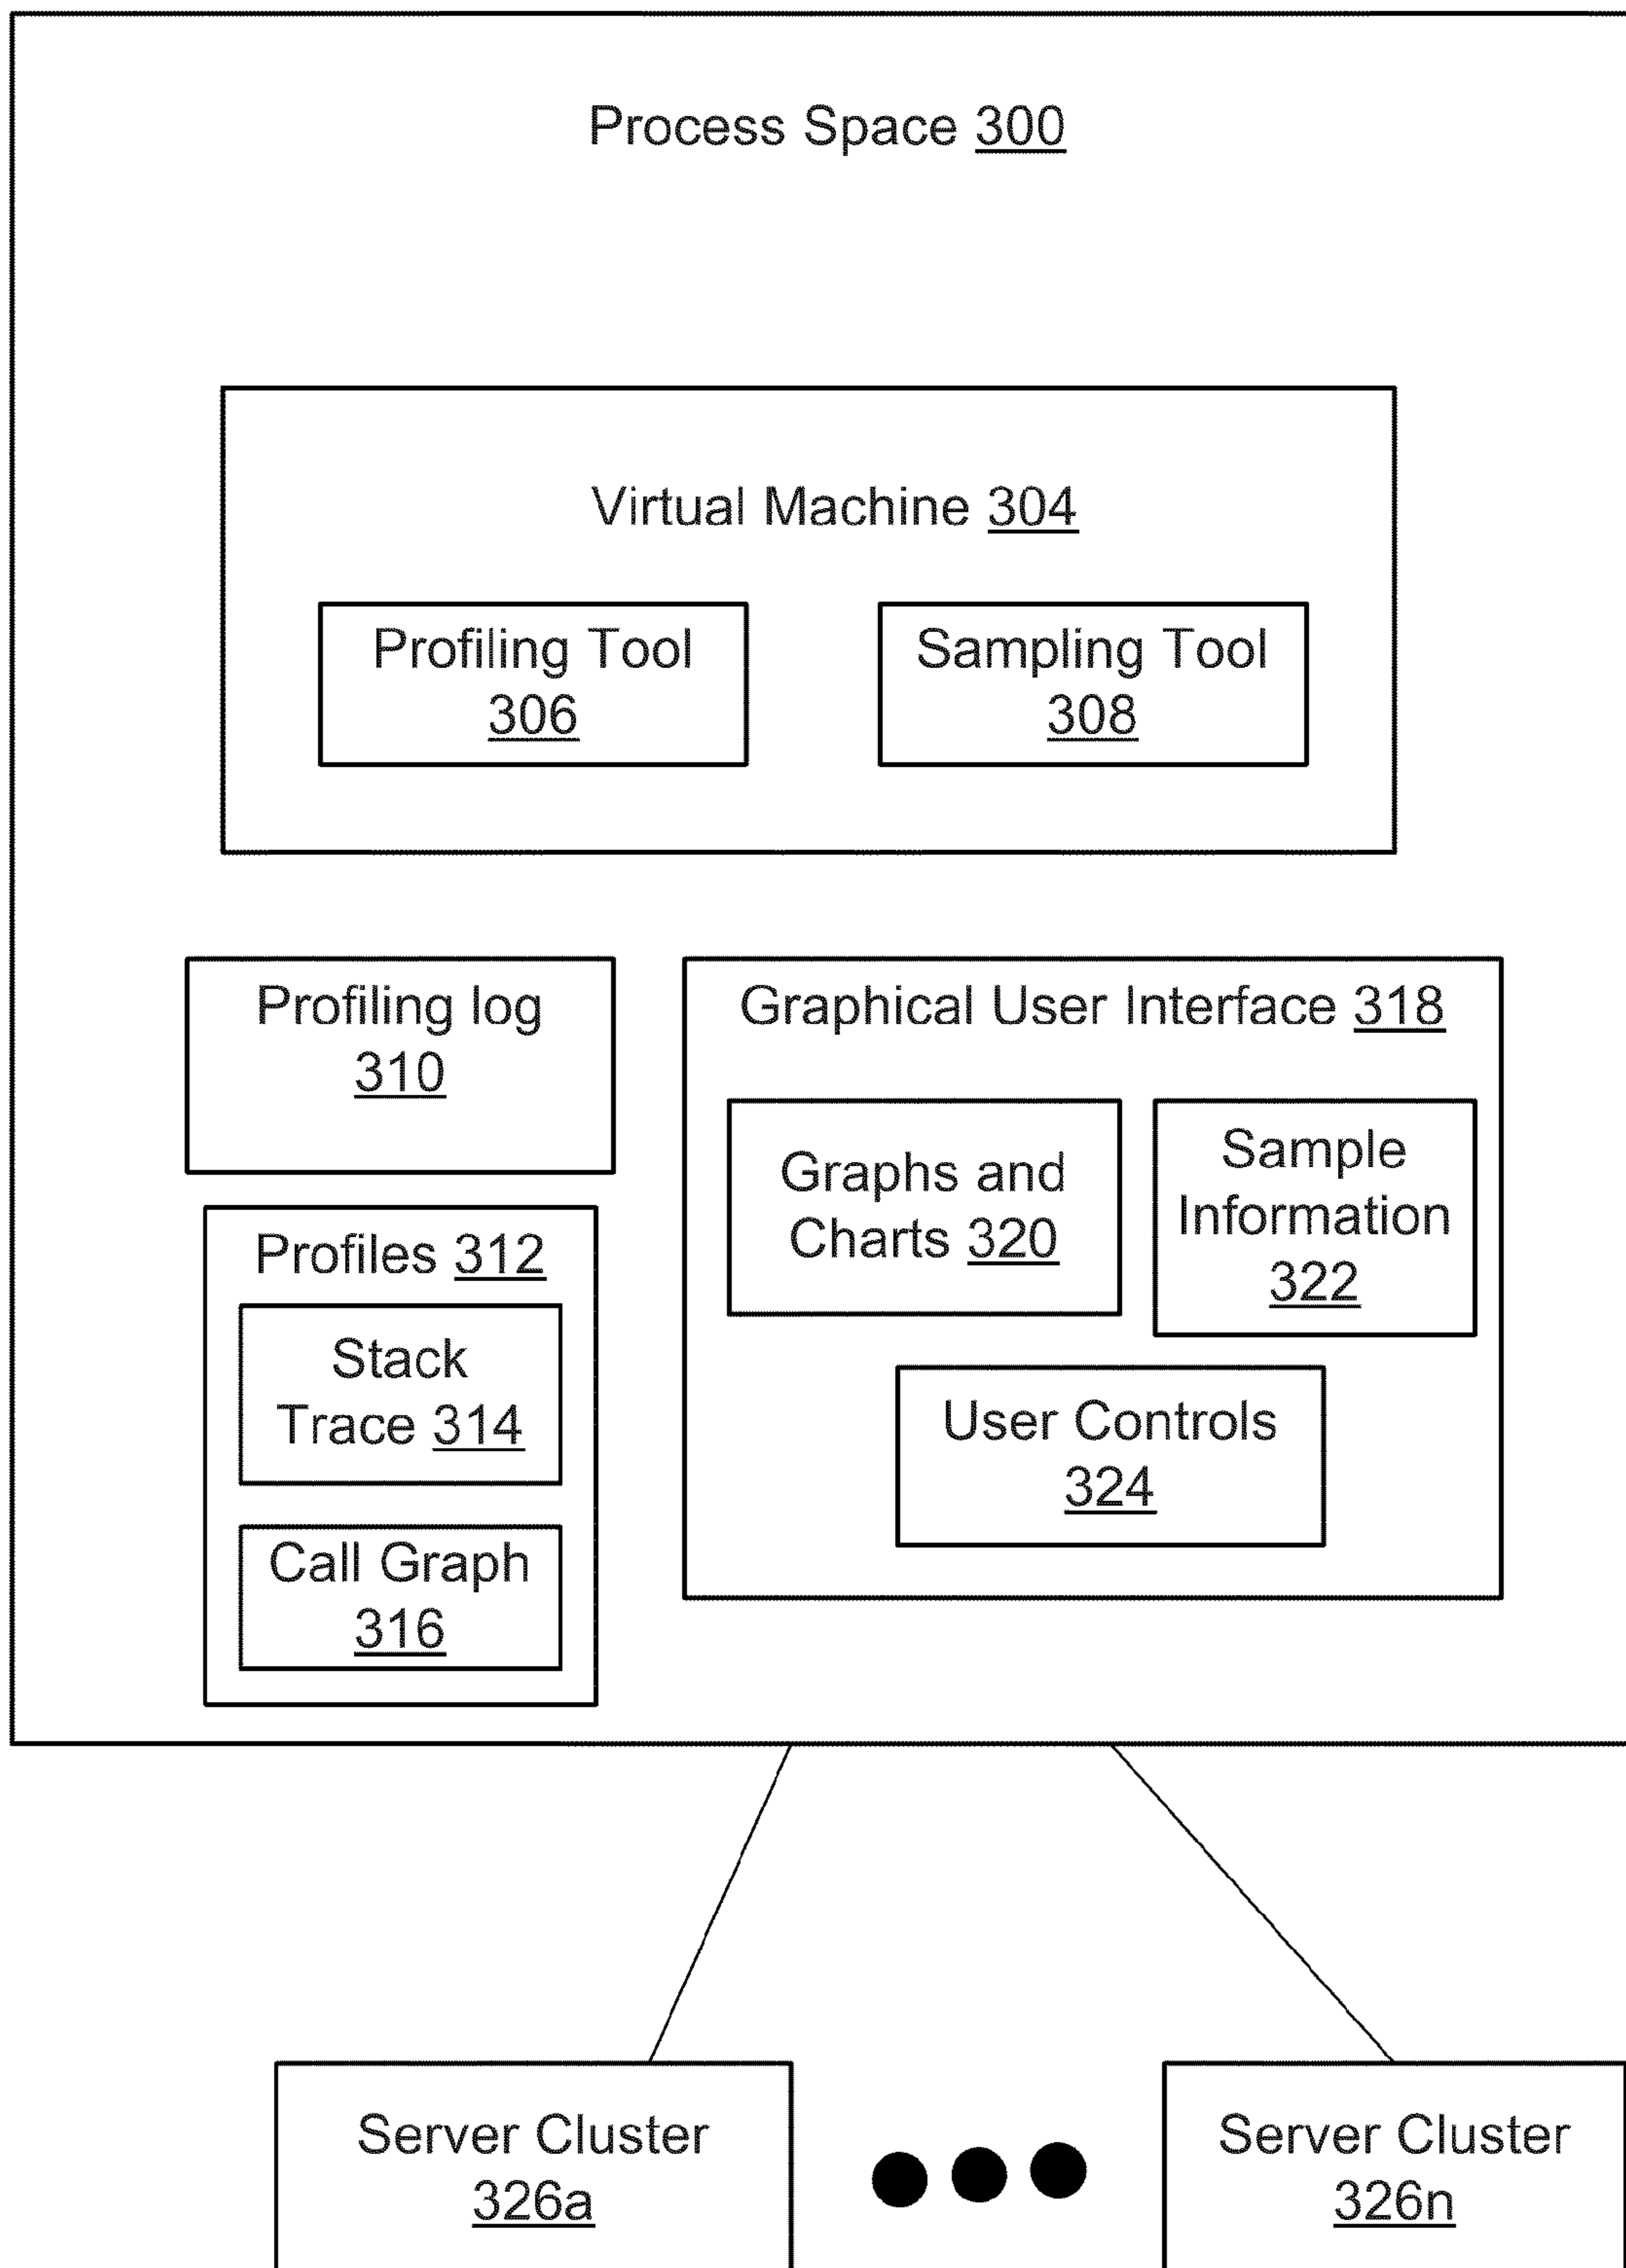 Process Space 300
Virtual Machine 304
Profiling Tool
306
Sampling Tool
308
Profiling log
310
Graphical User Interface 318
Graphs and
Charts 320
Sample
Information
322
User Controls
324
Profiles 312
Stack
Trace 314
Call Graph
316
Server Cluster
326a
Server Cluster
326n